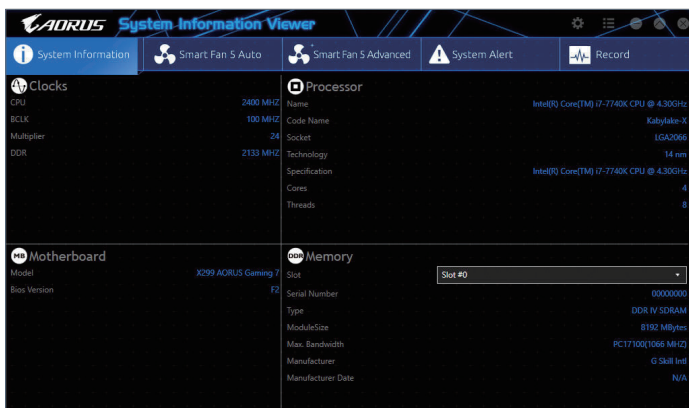 AORUS System Information Viewer
System Information
Smart Fan 5 Auto
Smart Fan 5 Advanced
System Alert
Record
Clocks
CPU 2400 MHZ
BCLK 100 MHZ
Multiplier 24
DDR 2133 MHZ
Processor
Name Intel(R) Core(TM) i7-7740K CPU @ 4.30GHz
Code Name Kabylake-X
Socket LGA2066
Technology 14 nm
Specification Intel(R) Core(TM) i7-7740K CPU @ 4.30GHz
Cores 4
Threads 8
MB Motherboard
Model X299 AORUS Gaming 7
Bios Version F2
DDR Memory
Slot Slot #0
Serial Number 00000000
Type DDR IV SDRAM
ModuleSize 8192 MBytes
Max. Bandwidth PC17100(1066 MHZ)
Manufacturer G Skill Intl
Manufacturer Date N/A